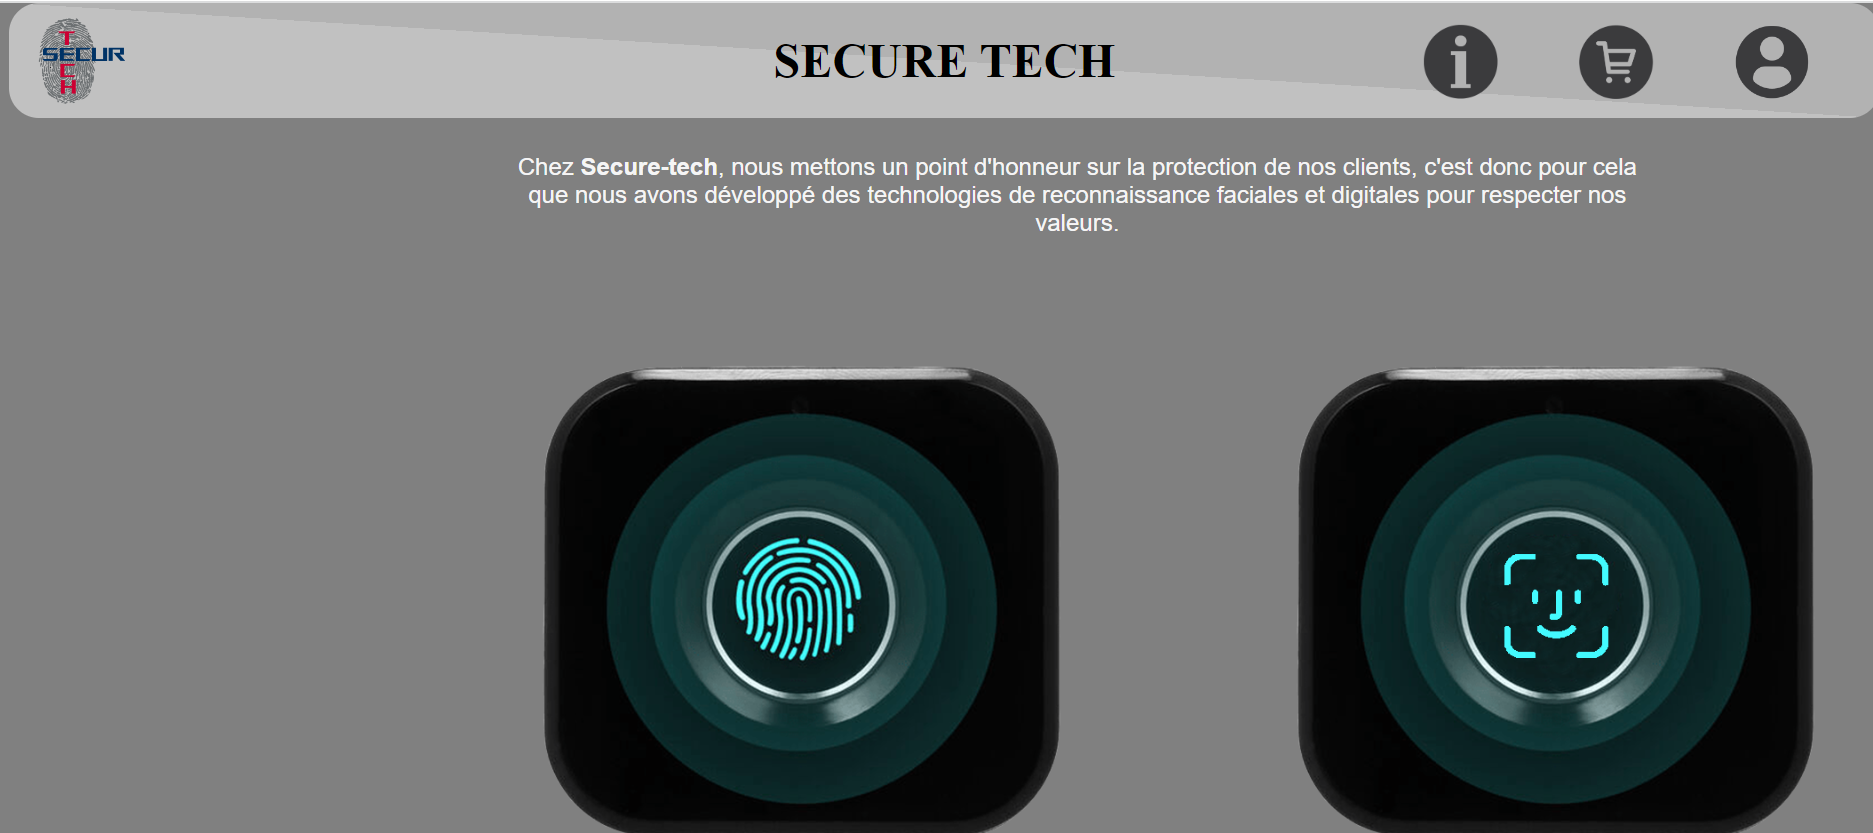 T
SECUR
C
H
SECURE TECH
Chez Secure-tech, nous mettons un point d'honneur sur la protection de nos clients, c'est donc pour cela
que nous avons développé des technologies de reconnaissance faciales et digitales pour respecter nos
valeurs.